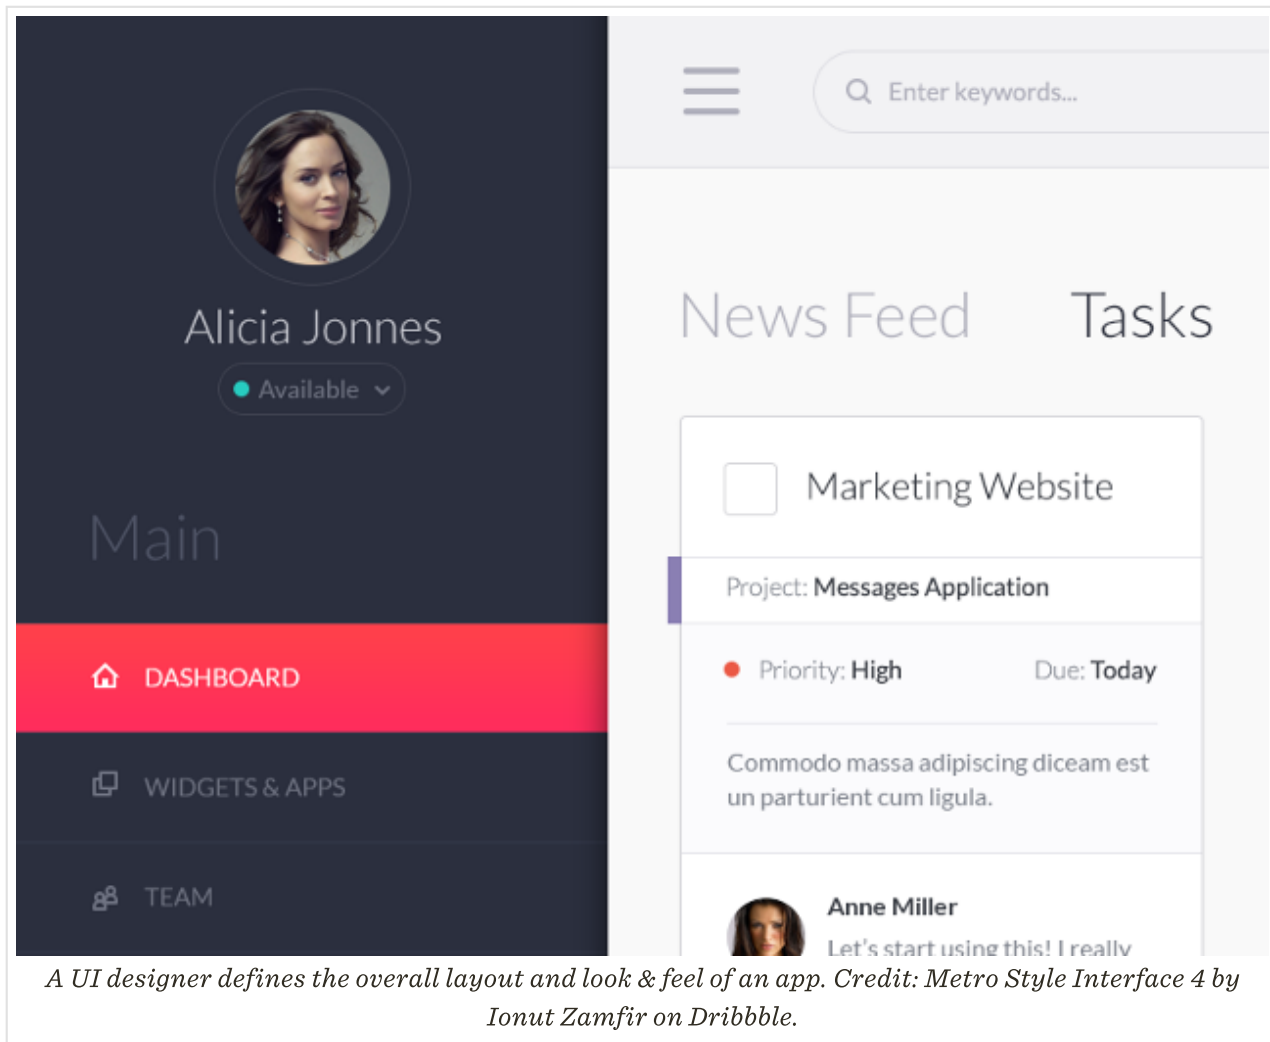 Alicia Jonnes
Available
Main
DASHBOARD
WIDGETS & APPS
TEAM
Enter keywords...
News Feed
Tasks
Marketing Website
Project: Messages Application
Priority: High
Due: Today
Commodo massa adipiscing diceam est
un parturient cum ligula.
Anne Miller
Let's start using this! I really
A UI designer defines the overall layout and look & feel of an app. Credit: Metro Style Interface 4 by
Ionut Zamfir on Dribbble.